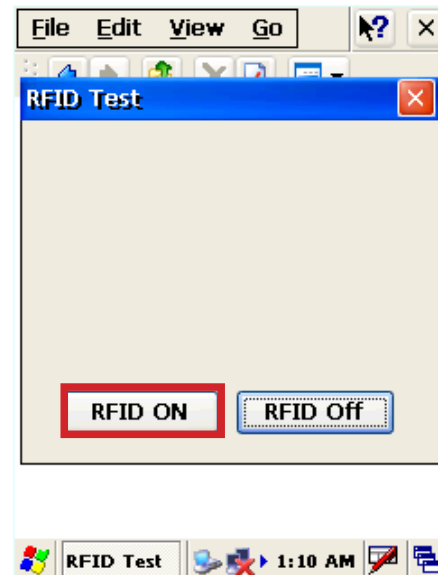 File Edit View Go
RFID Test
RFID ON RFID Off
RFID Test 1:10 AM